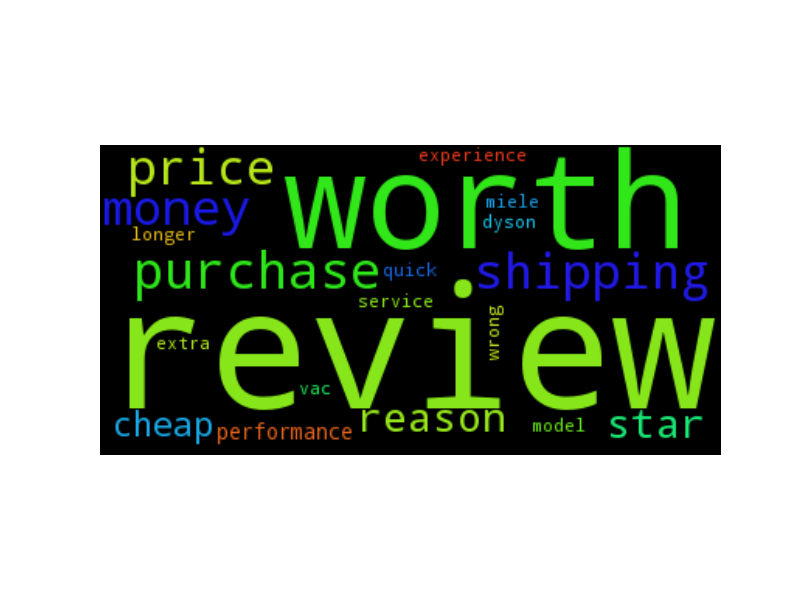 experience
price
worth
money
miele
dyson
longer
purchase
quick
shipping
service
review
extra
wrong
vac
cheap
performance
reason
model
star